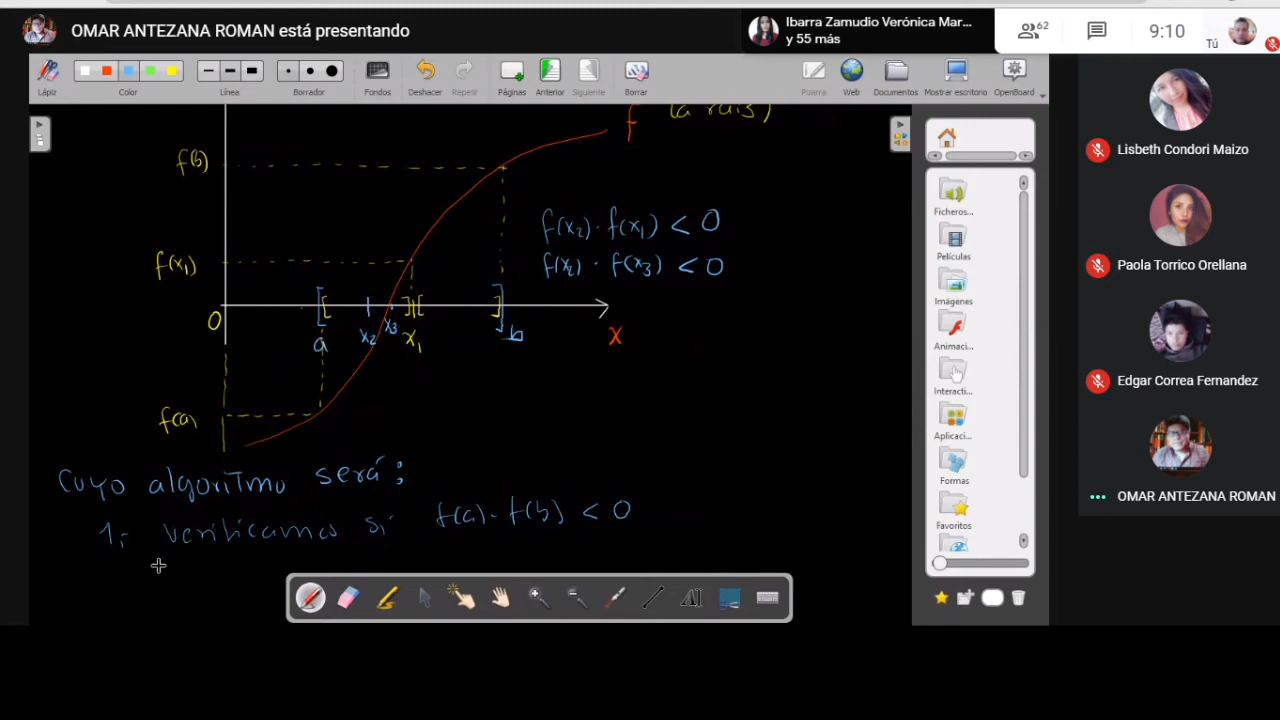 OMAR ANTEZANA ROMAN está presentando
Ibarra Zamudio Verónica Mar...
y 55 más
62
9:10
Tú
Lápiz
Color
Línea
Borrador
Fondos
Deshacer
Repetir
Páginas
Anterior
Siguiente
Borrar
Pizarra
Web
Documentos
Mostrar escritorio
OpenBoard
f
(a raís)
f(b)
f(x₂)·f(x₁) < 0
f(x₁)
f(x₂)·f(x₃) < 0
0
a
x₂
x₃
x₁
b
x
f(a)
Cuyo algoritmo será:
1.- verificamos si f(a)·f(b) < 0
Ficheros...
Películas
Imágenes
Animaci...
Interacti...
Aplicaci...
Formas
Favoritos
Lisbeth Condori Maizo
Paola Torrico Orellana
Edgar Correa Fernandez
OMAR ANTEZANA ROMAN